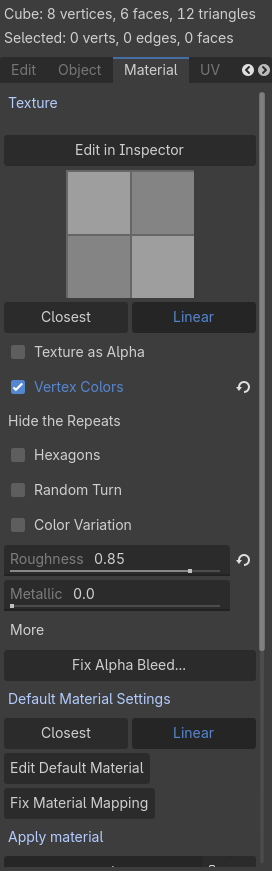 Cube: 8 vertices, 6 faces, 12 triangles
Selected: 0 verts, 0 edges, 0 faces
Edit Object Material UV
Texture
Edit in Inspector
Closest Linear
Texture as Alpha
Vertex Colors
Hide the Repeats
Hexagons
Random Turn
Color Variation
Roughness 0.85
Metallic 0.0
More
Fix Alpha Bleed...
Default Material Settings
Closest Linear
Edit Default Material
Fix Material Mapping
Apply material